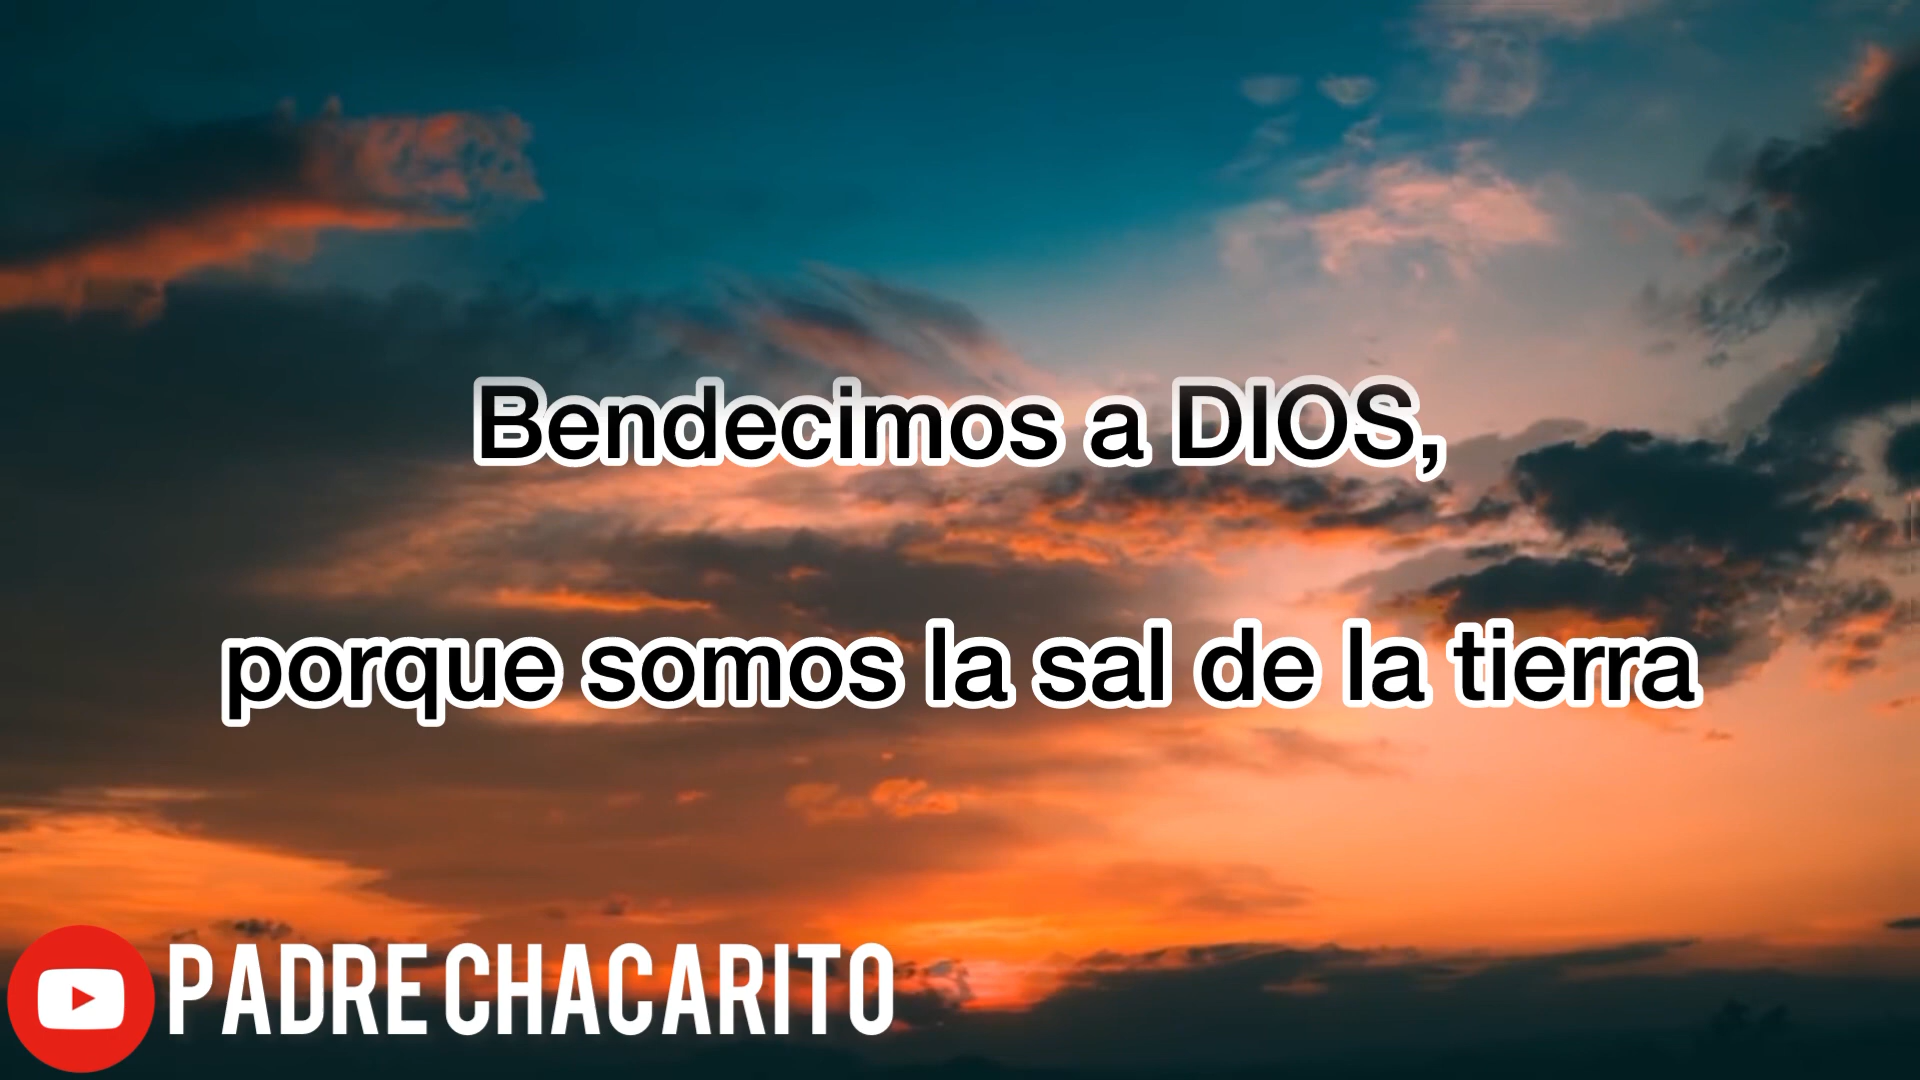 Bendecimos a DIOS,
porque somos la sal de la tierra
PADRE CHACARITO